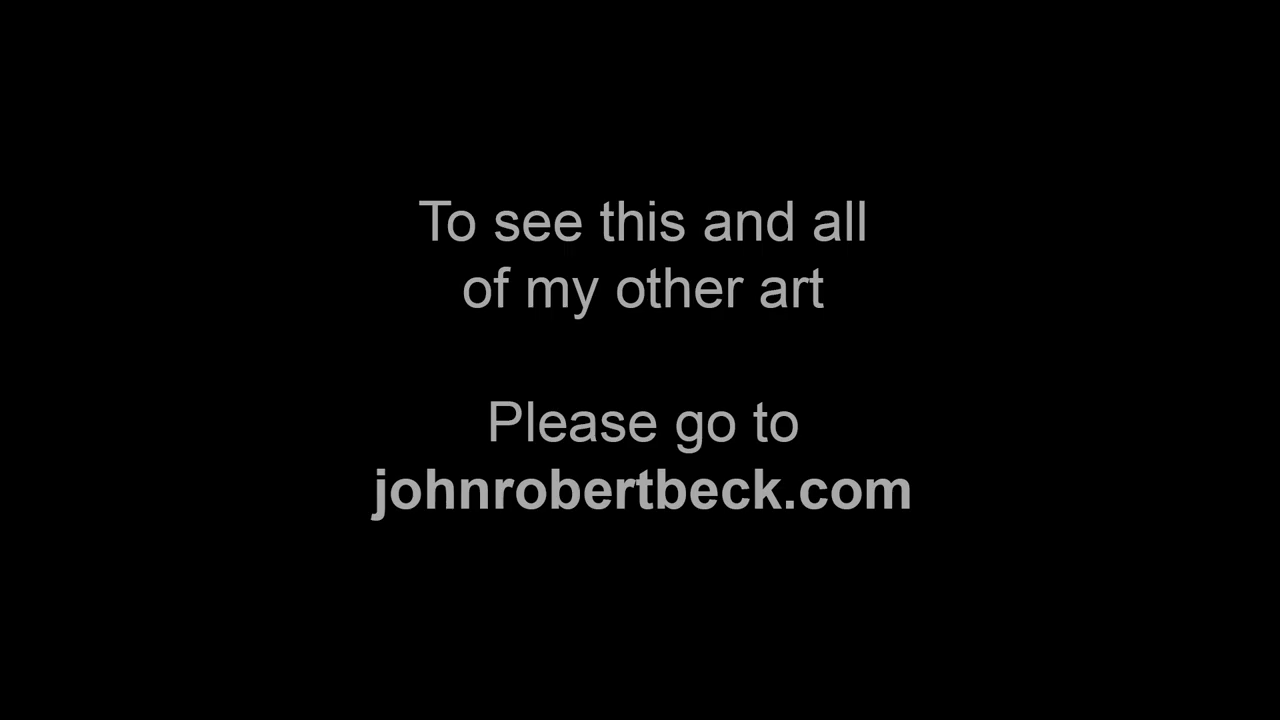 To see this and all
of my other art
Please go to
johnrobertbeck.com